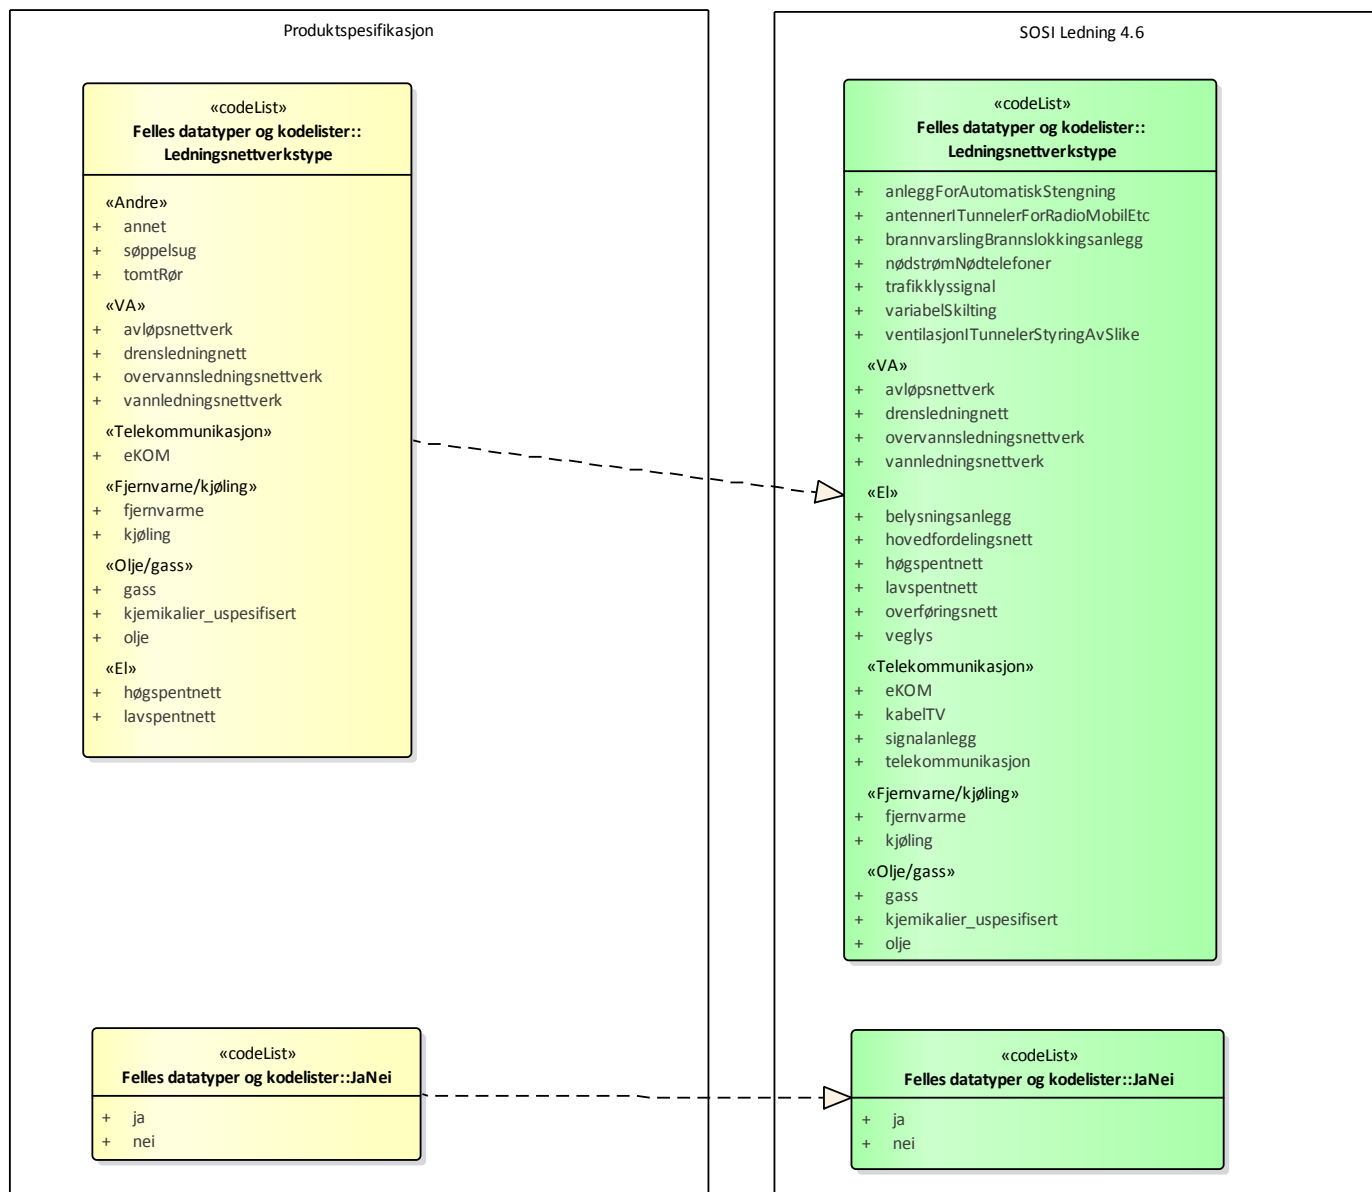 Produktspesifikasjon
«codeList»
Felles datatyper og kodelister::
Ledningsnettverkstype
«Andre»
+ annet
+ søppelsug
+ tomtRør
«VA»
+ avløpsnettverk
+ drensledningnett
+ overvannsledningsnettverk
+ vannledningsnettverk
«Telekommunikasjon»
+ eKOM
«Fjernvarne/kjøling»
+ fjernvarme
+ kjøling
«Olje/gass»
+ gass
+ kjemikalier_uspesifisert
+ olje
«El»
+ høgspentnett
+ lavspentnett
«codeList»
Felles datatyper og kodelister::JaNei
+ ja
+ nei
SOSI Ledning 4.6
«codeList»
Felles datatyper og kodelister::
Ledningsnettverkstype
+ anleggForAutomatiskStengning
+ antennerITunnelerForRadioMobilEtc
+ brannvarslingBrannslokkingsanlegg
+ nødstrømNødtelefoner
+ trafikklyssignal
+ variabelSkilting
+ ventilasjonITunnelerStyringAvSlike
«VA»
+ avløpsnettverk
+ drensledningnett
+ overvannsledningsnettverk
+ vannledningsnettverk
«El»
+ belysningsanlegg
+ hovedfordelingsnett
+ høgspentnett
+ lavspentnett
+ overføringsnett
+ veglys
«Telekommunikasjon»
+ eKOM
+ kabelTV
+ signalanlegg
+ telekommunikasjon
«Fjernvarne/kjøling»
+ fjernvarme
+ kjøling
«Olje/gass»
+ gass
+ kjemikalier_uspesifisert
+ olje
«codeList»
Felles datatyper og kodelister::JaNei
+ ja
+ nei